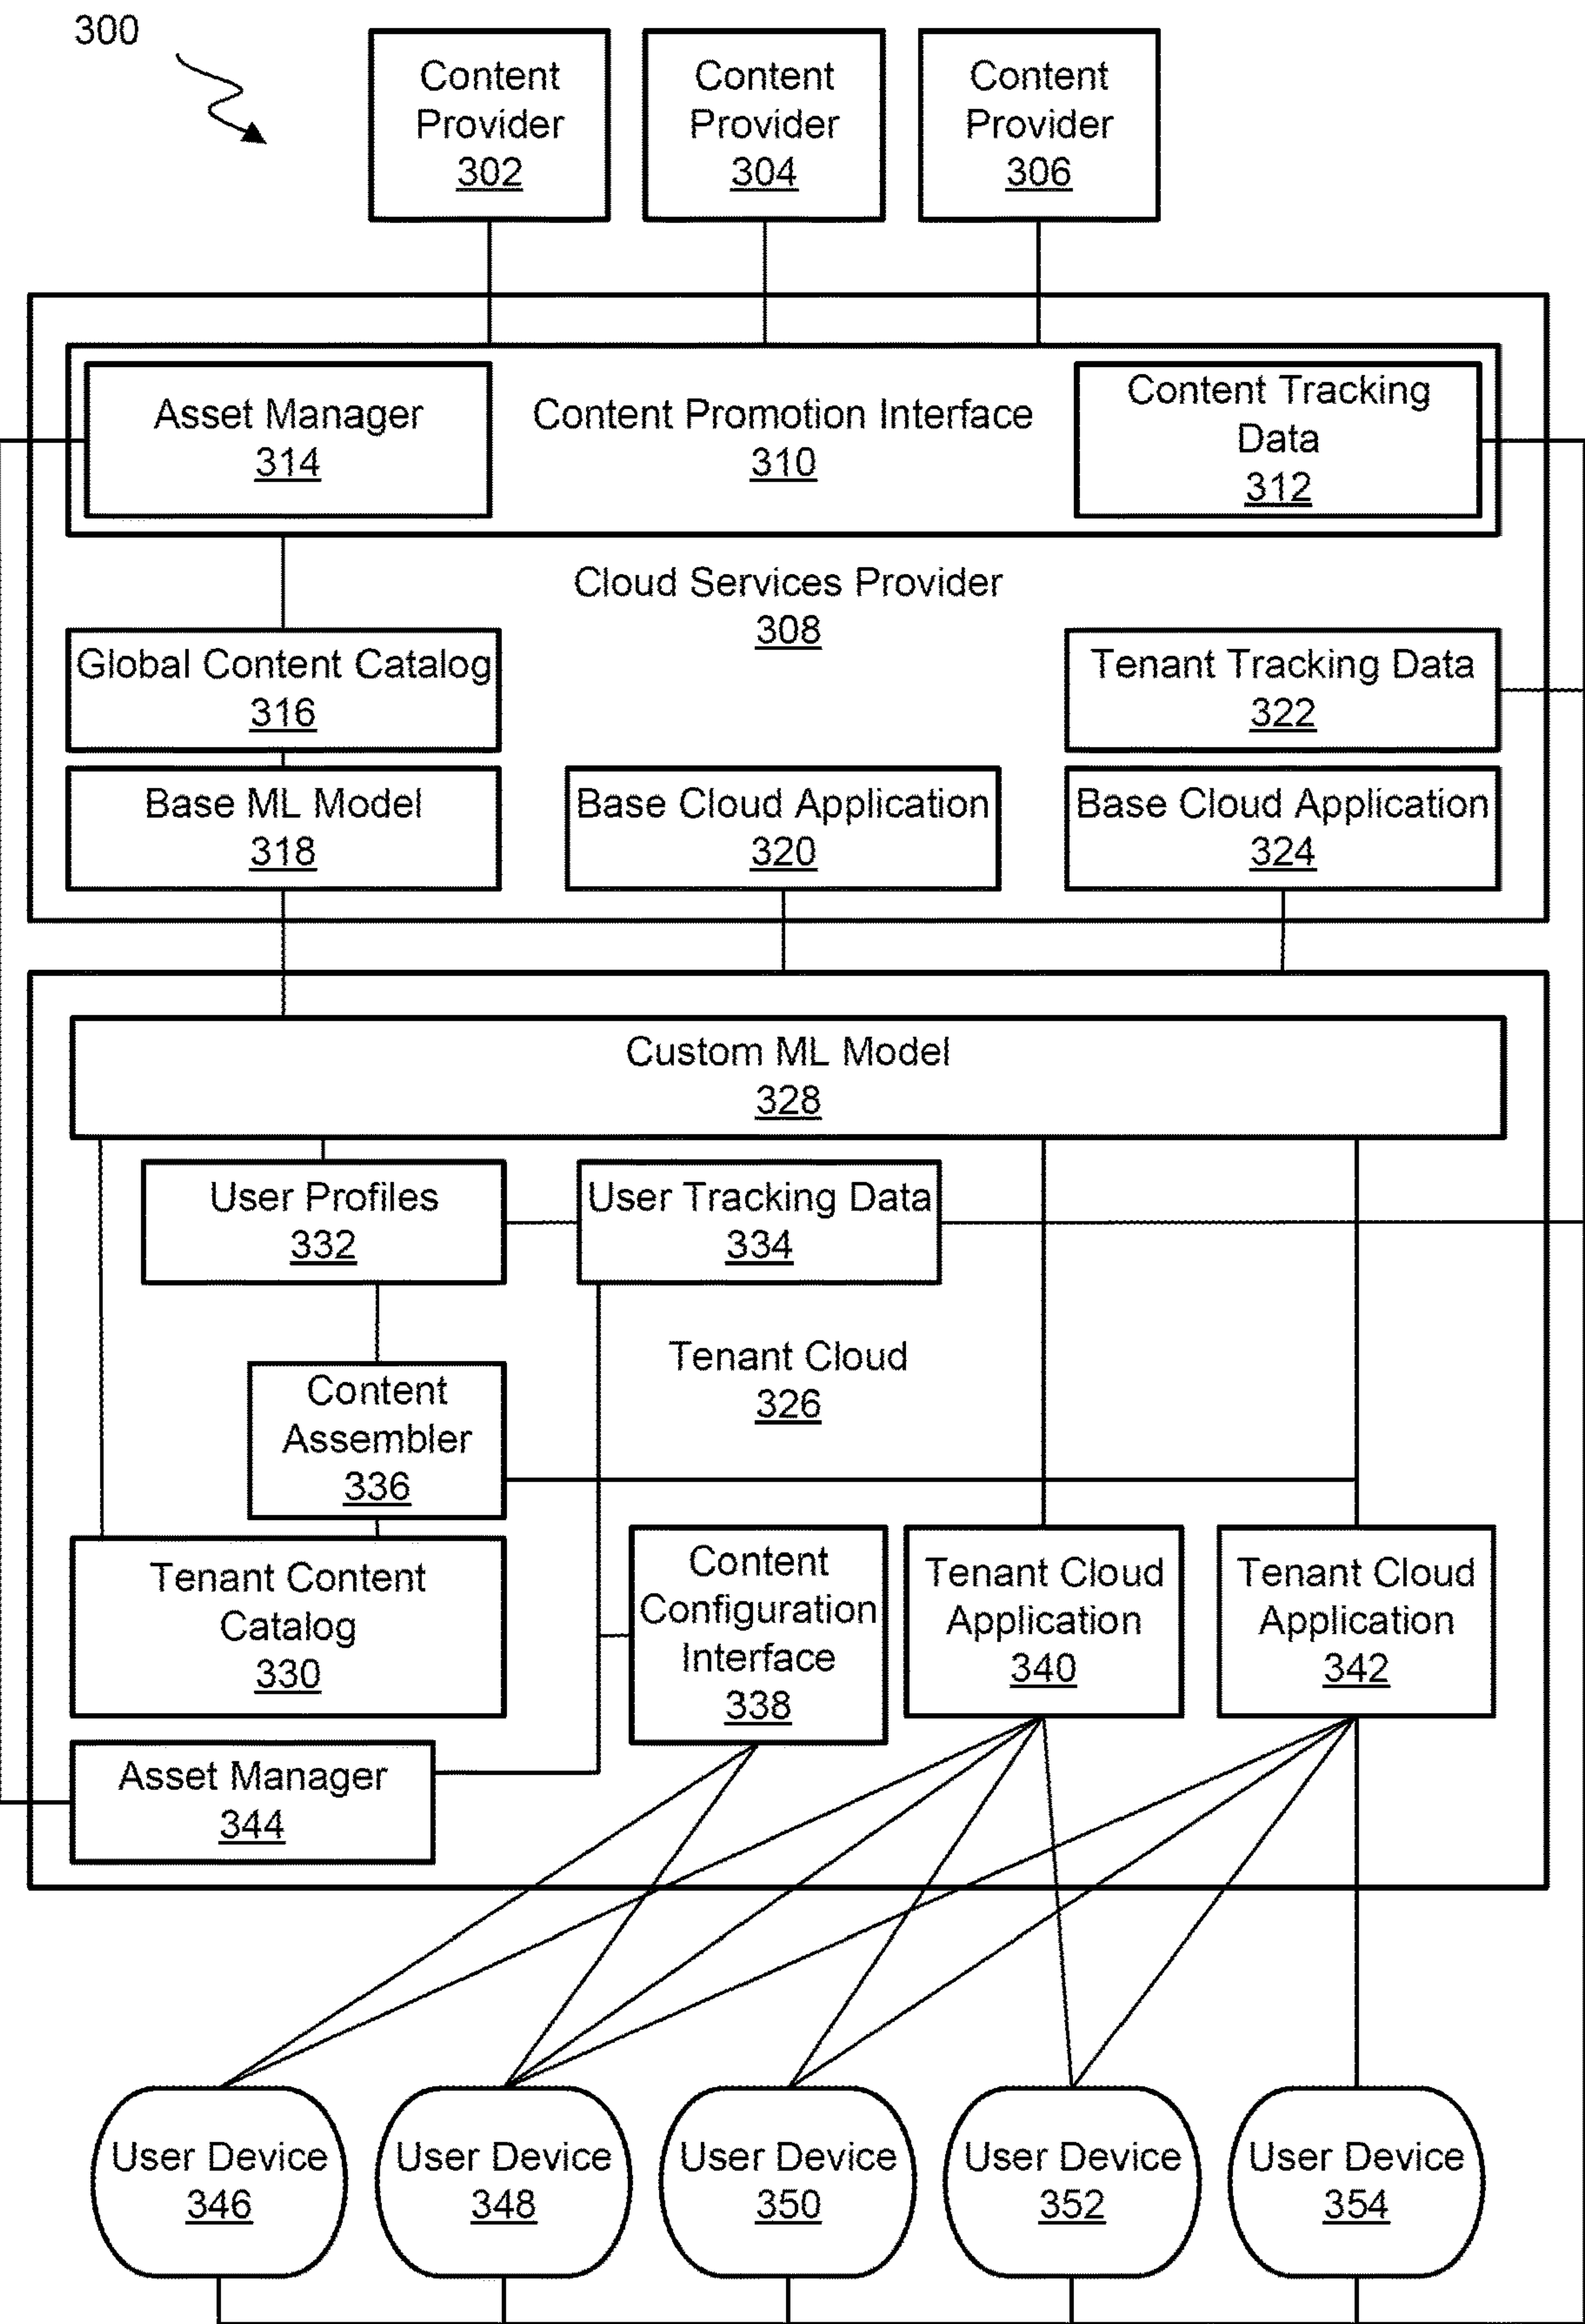 300
Content
Provider
302
Content
Provider
304
Content
Provider
306
Asset Manager
314
Content Promotion Interface
310
Content Tracking
Data
312
Cloud Services Provider
308
Global Content Catalog
316
Tenant Tracking Data
322
Base ML Model
318
Base Cloud Application
320
Base Cloud Application
324
Custom ML Model
328
User Profiles
332
User Tracking Data
334
Tenant Cloud
326
Content
Assembler
336
Tenant Content
Catalog
330
Content
Configuration
Interface
338
Tenant Cloud
Application
340
Tenant Cloud
Application
342
Asset Manager
344
User Device
346
User Device
348
User Device
350
User Device
352
User Device
354